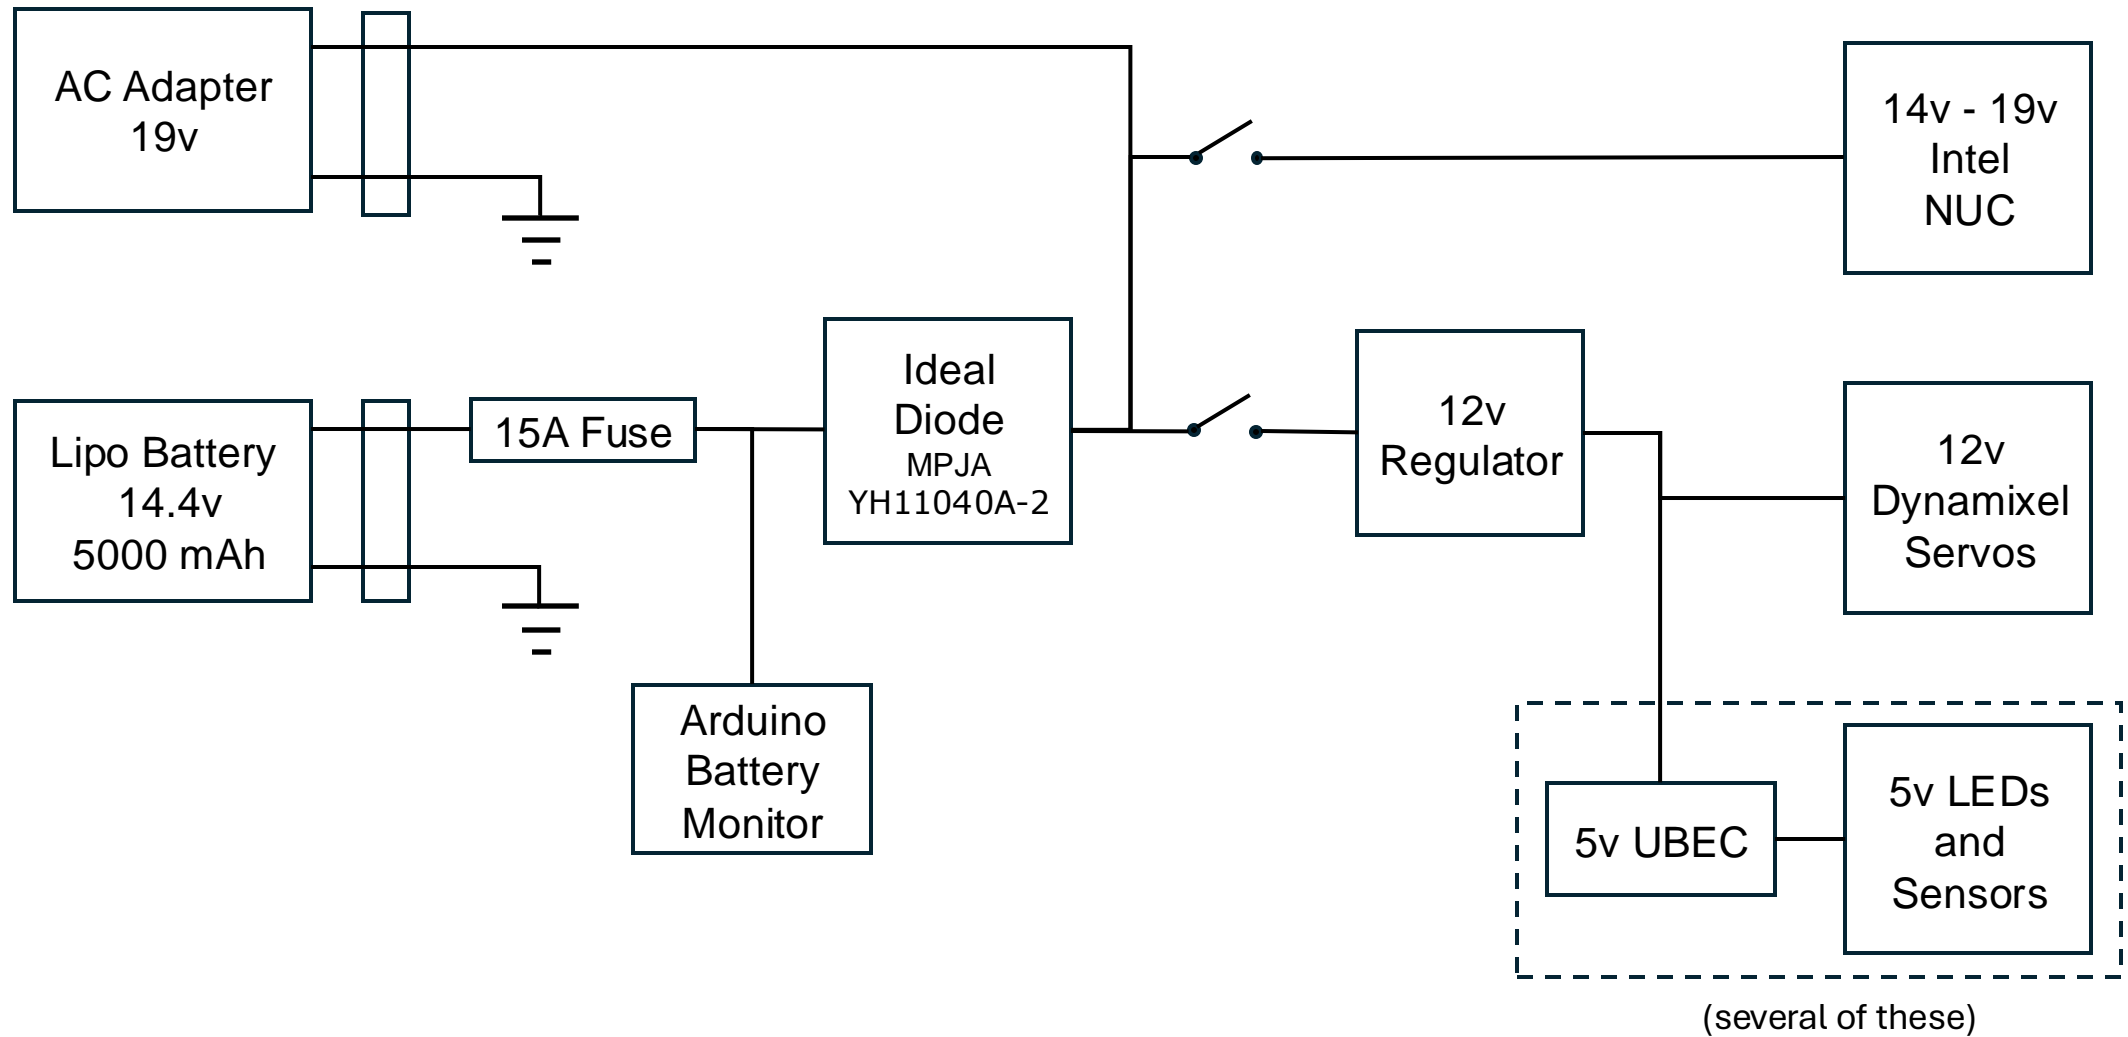 AC Adapter
19v
14v - 19v
Intel
NUC
Lipo Battery
14.4v
5000 mAh
15A Fuse
Ideal
Diode
MPJA
YH11040A-2
12v
Regulator
12v
Dynamixel
Servos
Arduino
Battery
Monitor
5v UBEC
5v LEDs
and
Sensors
(several of these)